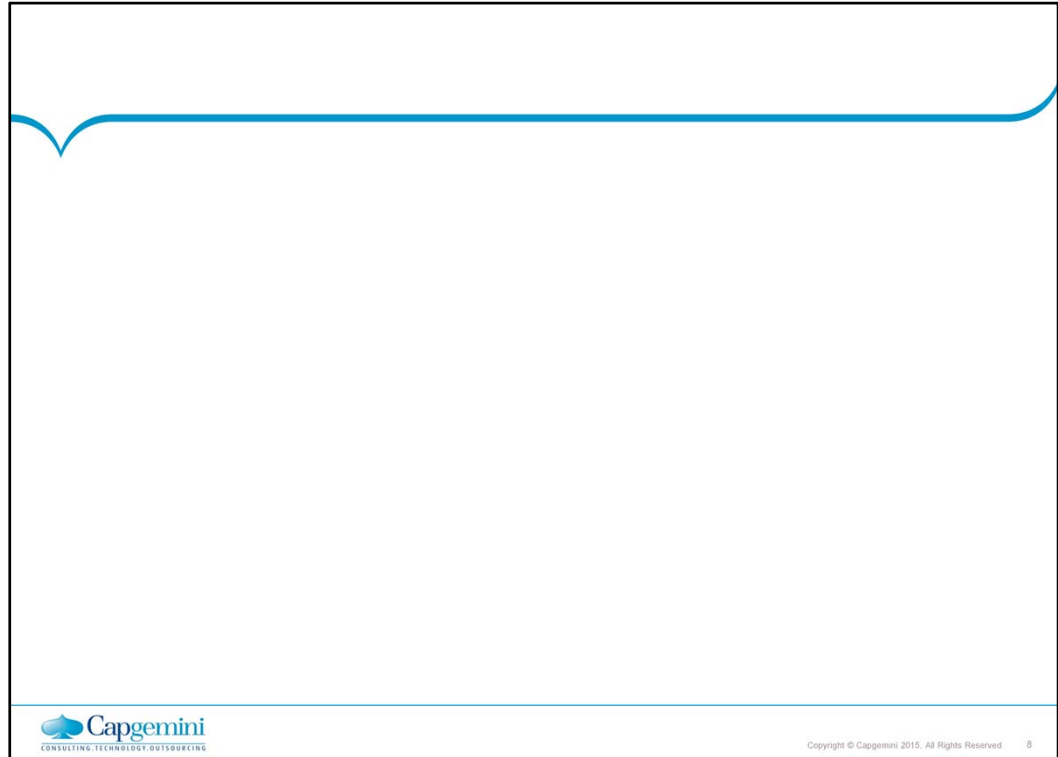 Capgemini
CONSULTING.TECHNOLOGY.OUTSOURCING
Copyright © Capgemini 2015. All Rights Reserved 8